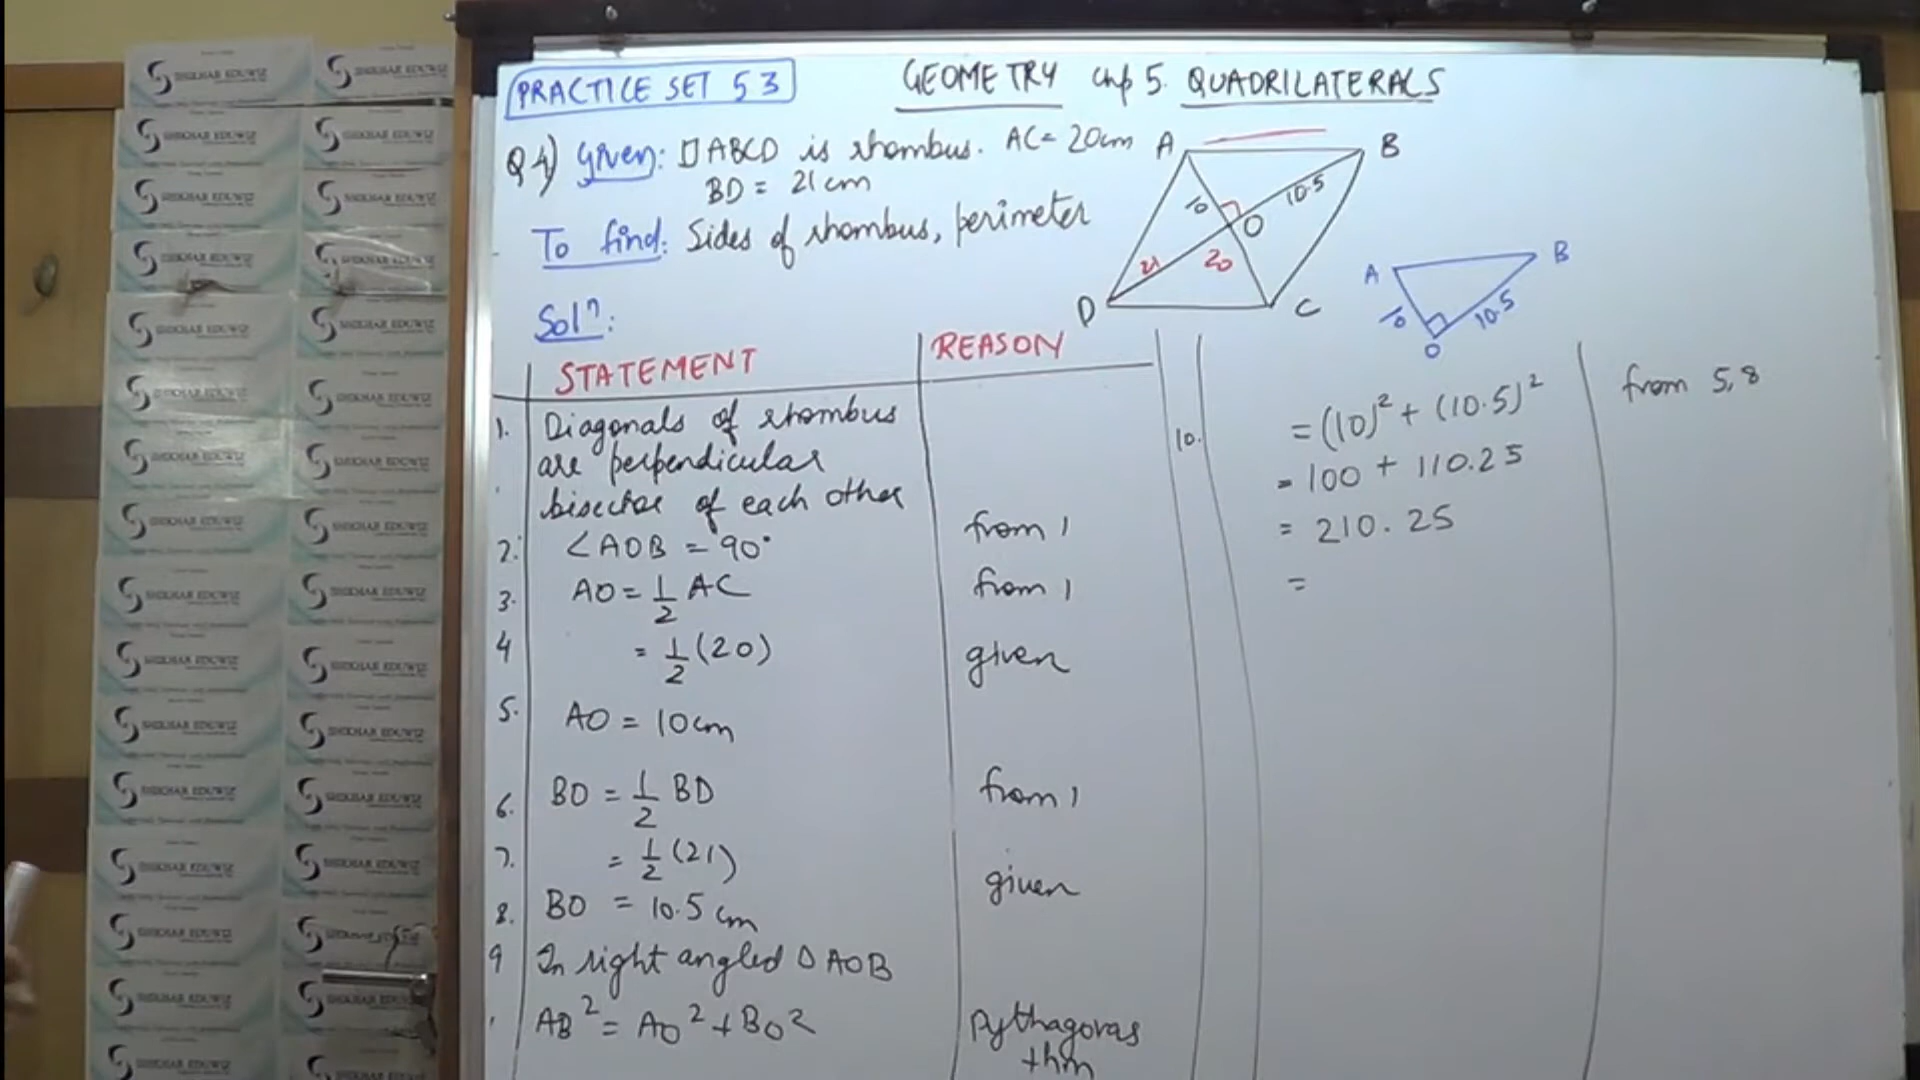 PRACTICE SET 5 3
GEOMETRY chp 5. QUADRILATERALS
Q 4) Given: □ ABCD is rhombus. AC = 20cm
BD = 21 cm
To find: Sides of rhombus, perimeter
Solⁿ:
A
B
10
10.5
O
21
20
D
C
A
B
10
10.5
O
STATEMENT
REASON
1. Diagonals of rhombus
are perpendicular
bisector of each other
2. ∠AOB = 90° from 1
3. AO = 1/2 AC from 1
4 = 1/2 (20) given
5. AO = 10cm
6. BO = 1/2 BD from 1
7. = 1/2 (21) given
8. BO = 10.5 cm
9 In right angled △ AOB
AB² = AO² + BO² Pythagoras
thm
10. = (10)² + (10.5)² from 5,8
= 100 + 110.25
= 210.25
=
SHIKHAR EDUWIZ